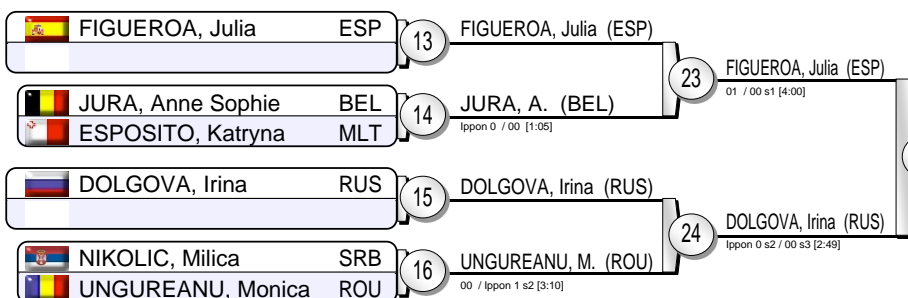 FIGUEROA, Julia ESP
13
FIGUEROA, Julia (ESP)
23
FIGUEROA, Julia (ESP)
01 / 00 s1 [4:00]
JURA, Anne Sophie BEL
ESPOSITO, Katryna MLT
14
JURA, A. (BEL)
Ippon 0 / 00 [1:05]
DOLGOVA, Irina RUS
15
DOLGOVA, Irina (RUS)
24
DOLGOVA, Irina (RUS)
Ippon 0 s2 / 00 s3 [2:49]
NIKOLIC, Milica SRB
UNGUREANU, Monica ROU
16
UNGUREANU, M. (ROU)
00 / Ippon 1 s2 [3:10]